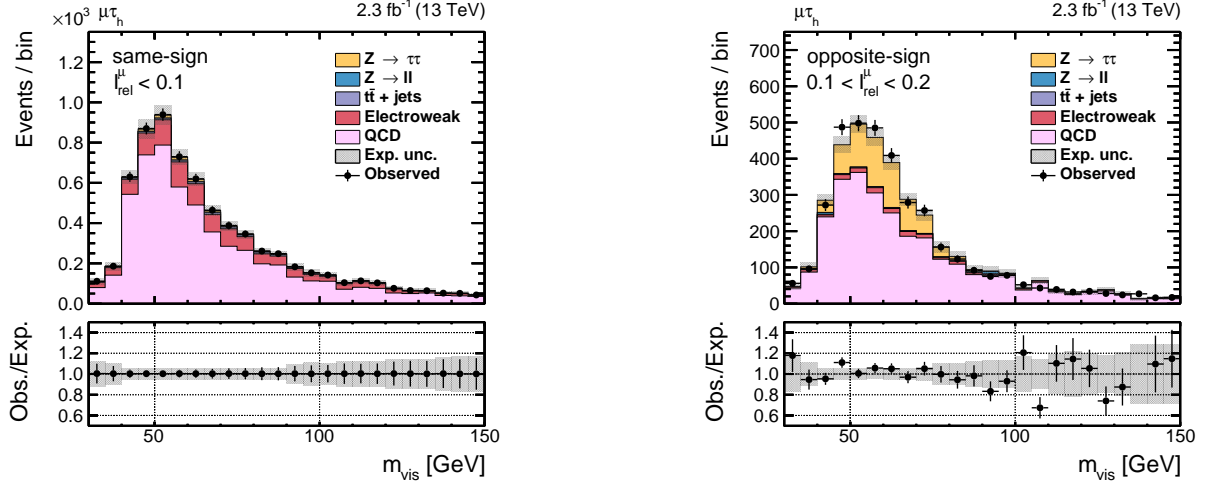 ×10³ μτh 2.3 fb⁻¹ (13 TeV)
same-sign
I^μ_rel < 0.1
Z → ττ
Z → ll
tt̄ + jets
Electroweak
QCD
Exp. unc.
Observed
Events / bin
1.2
1.0
0.8
0.6
0.4
0.2
0.0
Obs./Exp.
1.4
1.2
1.0
0.8
0.6
50 100 150
m_vis [GeV]
μτh 2.3 fb⁻¹ (13 TeV)
opposite-sign
0.1 < I^μ_rel < 0.2
Z → ττ
Z → ll
tt̄ + jets
Electroweak
QCD
Exp. unc.
Observed
Events / bin
700
600
500
400
300
200
100
0
Obs./Exp.
1.4
1.2
1.0
0.8
0.6
50 100 150
m_vis [GeV]